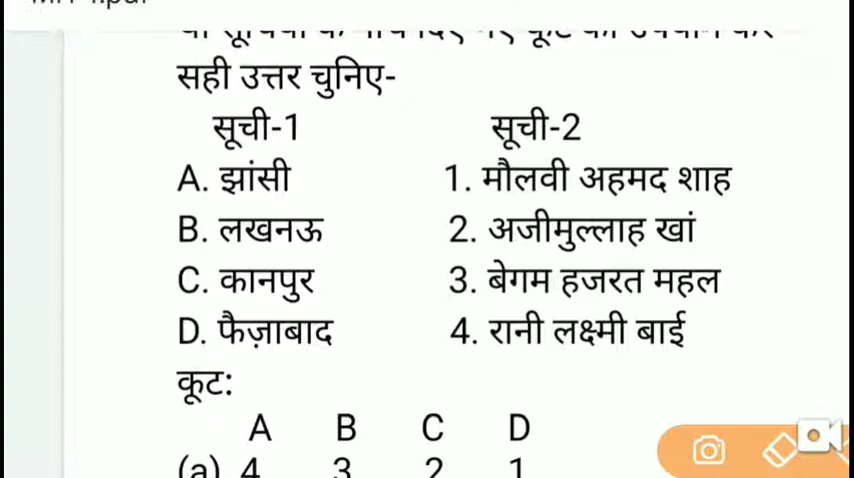 सही उत्तर चुनिए-
सूची-1 सूची-2
A. झांसी 1. मौलवी अहमद शाह
B. लखनऊ 2. अजीमुल्लाह खां
C. कानपुर 3. बेगम हजरत महल
D. फैज़ाबाद 4. रानी लक्ष्मी बाई
कूट:
A B C D
(a) 4 3 2 1